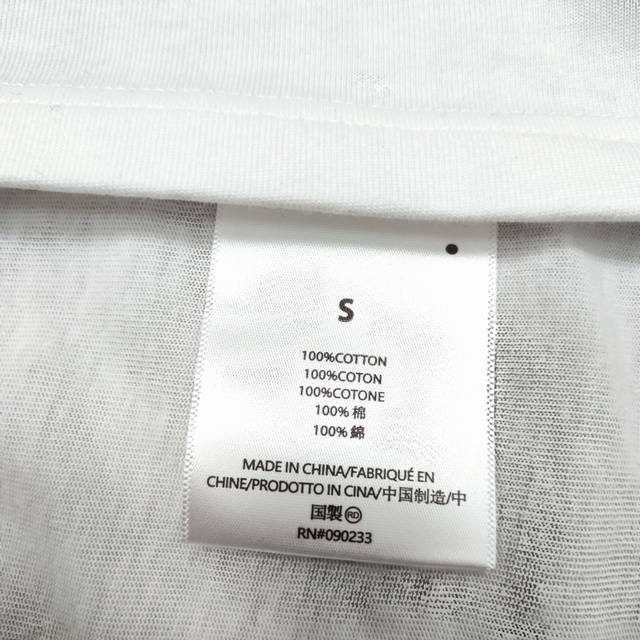 S
100%COTTON
100%COTON
100%COTONE
100% 棉
100% 綿
MADE IN CHINA/FABRIQUÉ EN
CHINE/PRODOTTO IN CINA/中国制造/中
国製 RD
RN#090233